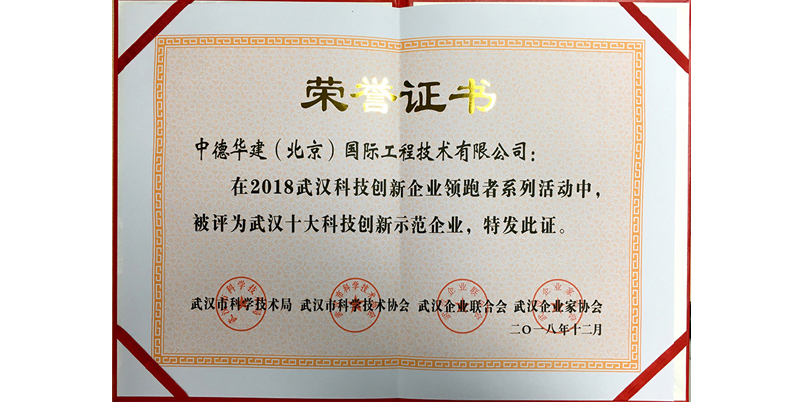 荣誉证书
中德华建（北京）国际工程技术有限公司：
在2018武汉科技创新企业领跑者系列活动中，
被评为武汉十大科技创新示范企业，特发此证。
武汉市科学技术局 武汉市科学技术协会 武汉企业联合会 武汉企业家协会
二〇一八年十二月